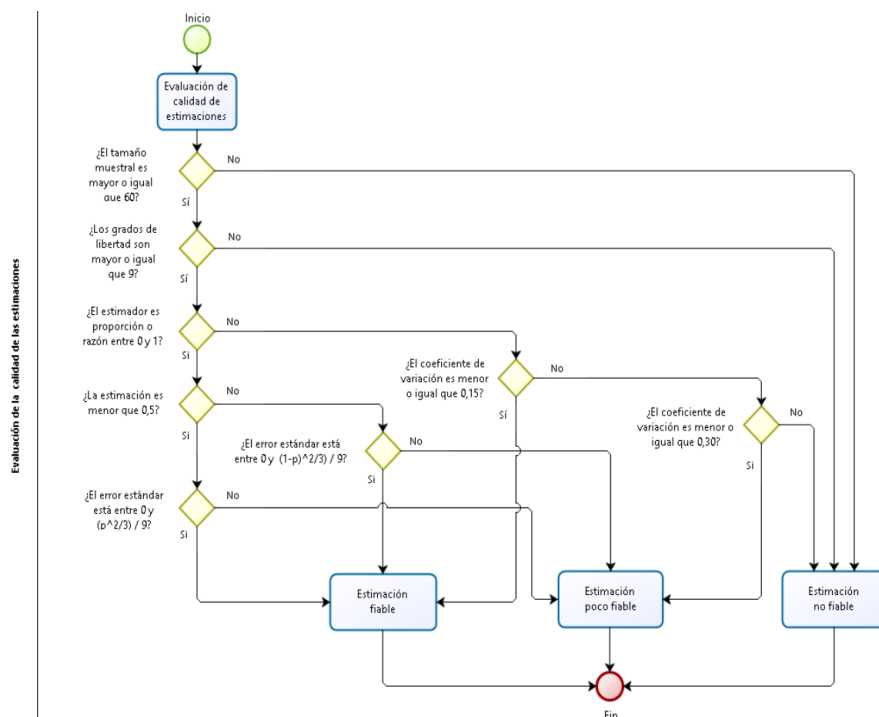 Evaluación de la calidad de las estimaciones
Inicio
Evaluación de
calidad de
estimaciones
¿El tamaño
muestral es
mayor o igual
que 60?
No
Sí
¿Los grados de
libertad son
mayor o igual
que 9?
No
Sí
¿El estimador es
proporción o
razón entre 0 y 1?
No
Si
¿El coeficiente de
variación es menor
o igual que 0,15?
No
Sí
¿La estimación es
menor que 0,5?
No
Si
¿El coeficiente de
variación es menor o
igual que 0,30?
No
Si
¿El error estándar está
entre 0 y (1-p)^2/3) / 9?
No
Si
¿El error estándar
está entre 0 y
(p^2/3) / 9?
No
Si
Estimación
fiable
Estimación
poco fiable
Estimación
no fiable
Fin